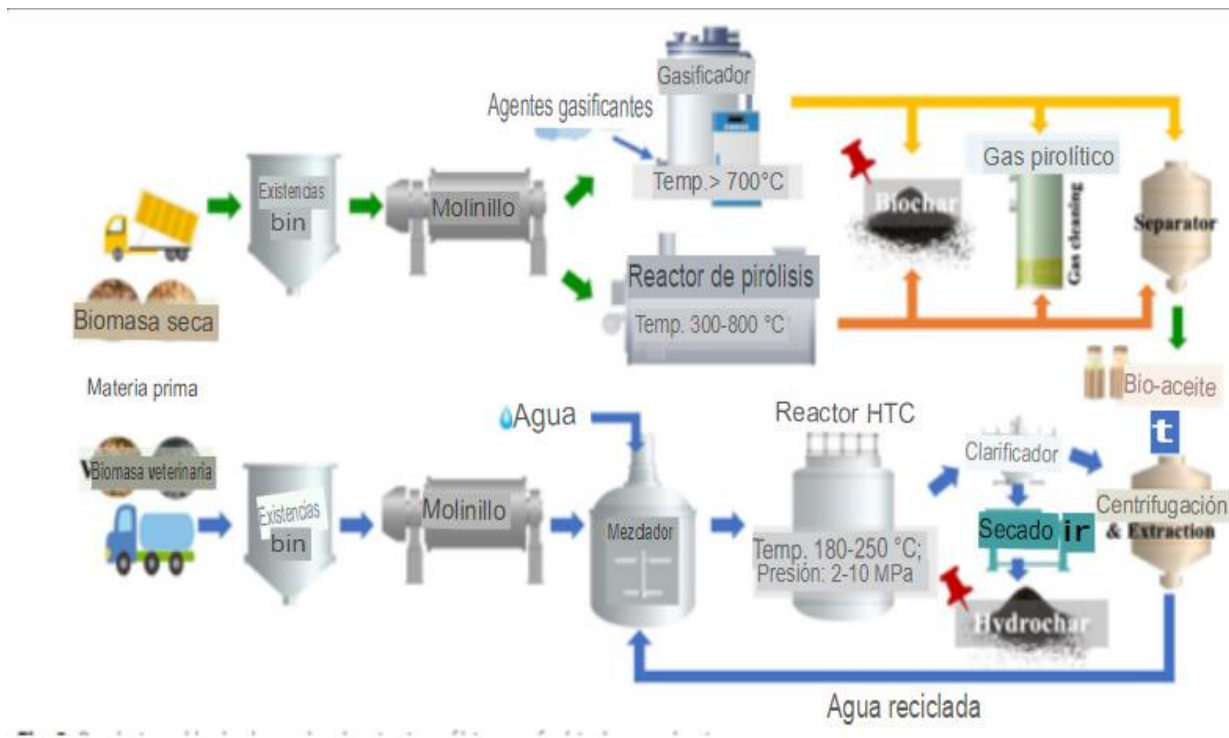 Gasificador
Agentes gasificantes
Temp.> 700°C
Gas pirolítico
Existencias
bin
Molinillo
Biochar
Gas cleaning
Separator
Reactor de pirólisis
Temp. 300-800 °C
Biomasa seca
Bio-aceite
Materia prima
Agua
Reactor HTC
t
Clarificador
Biomasa veterinaria
Existencias
bin
Molinillo
Mezclador
Temp. 180-250 °C;
Presión: 2-10 MPa
Secado ir
Centrifugación
& Extraction
Hydrochar
Agua reciclada